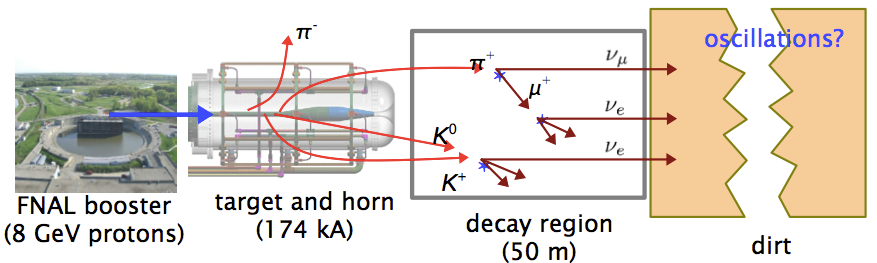 π⁻
oscillations?
π⁺
ν_μ
μ⁺
ν_e
K⁰
ν_e
K⁺
FNAL booster
(8 GeV protons)
target and horn
(174 kA)
decay region
(50 m)
dirt